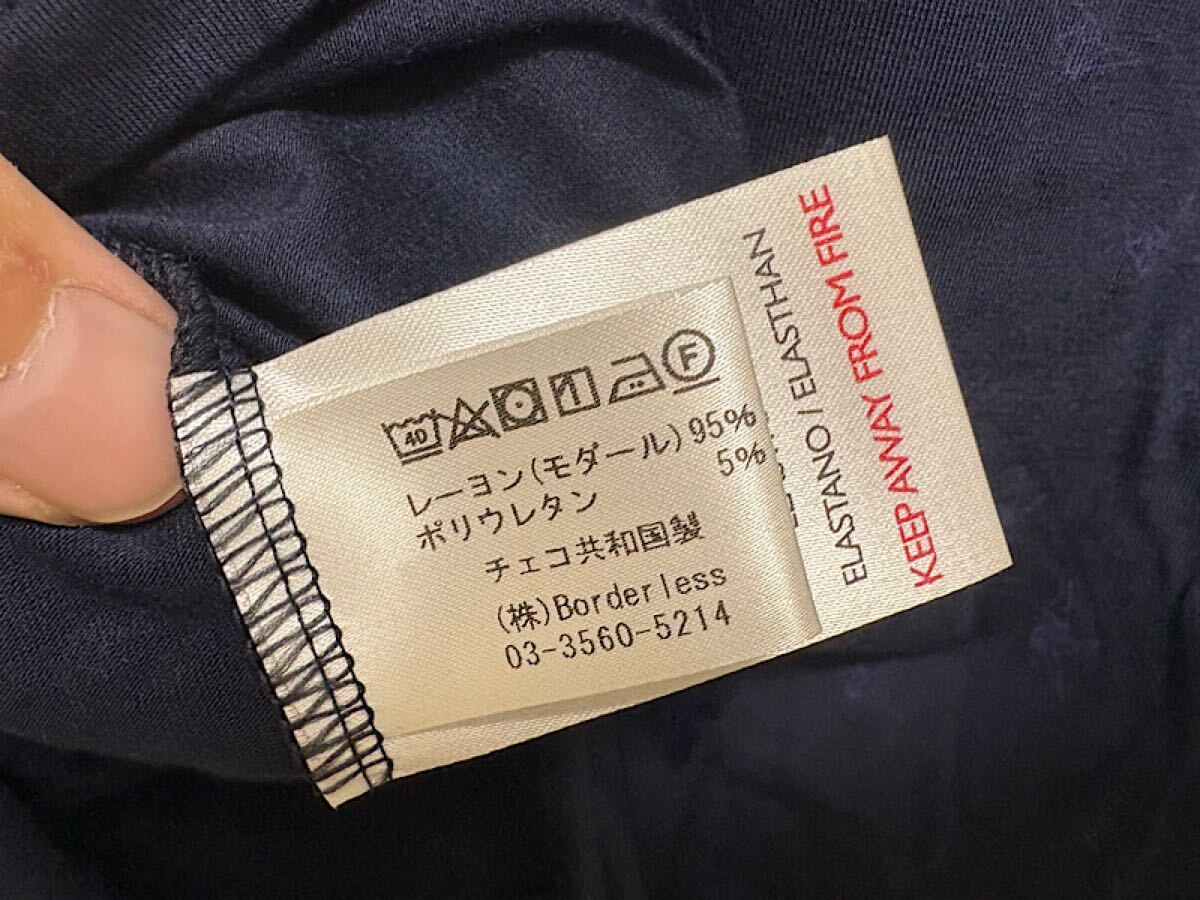 40 F
レーヨン(モダール) 95%
ポリウレタン 5%
チェコ共和国製
(株)Borderless
03-3560-5214
ELASTANO / ELASTHAN
KEEP AWAY FROM FIRE